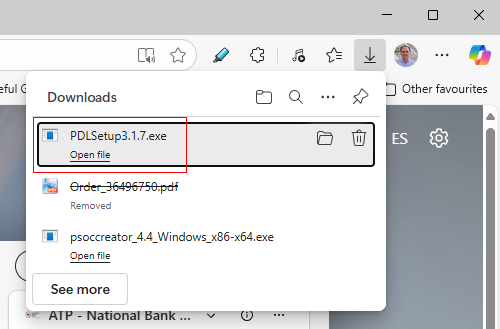 eful G
Other favourites
Downloads
PDLSetup3.1.7.exe
Open file
ES
Order_36496750.pdf
Removed
psoccreator_4.4_Windows_x86-x64.exe
Open file
See more
ATP - National Bank ...